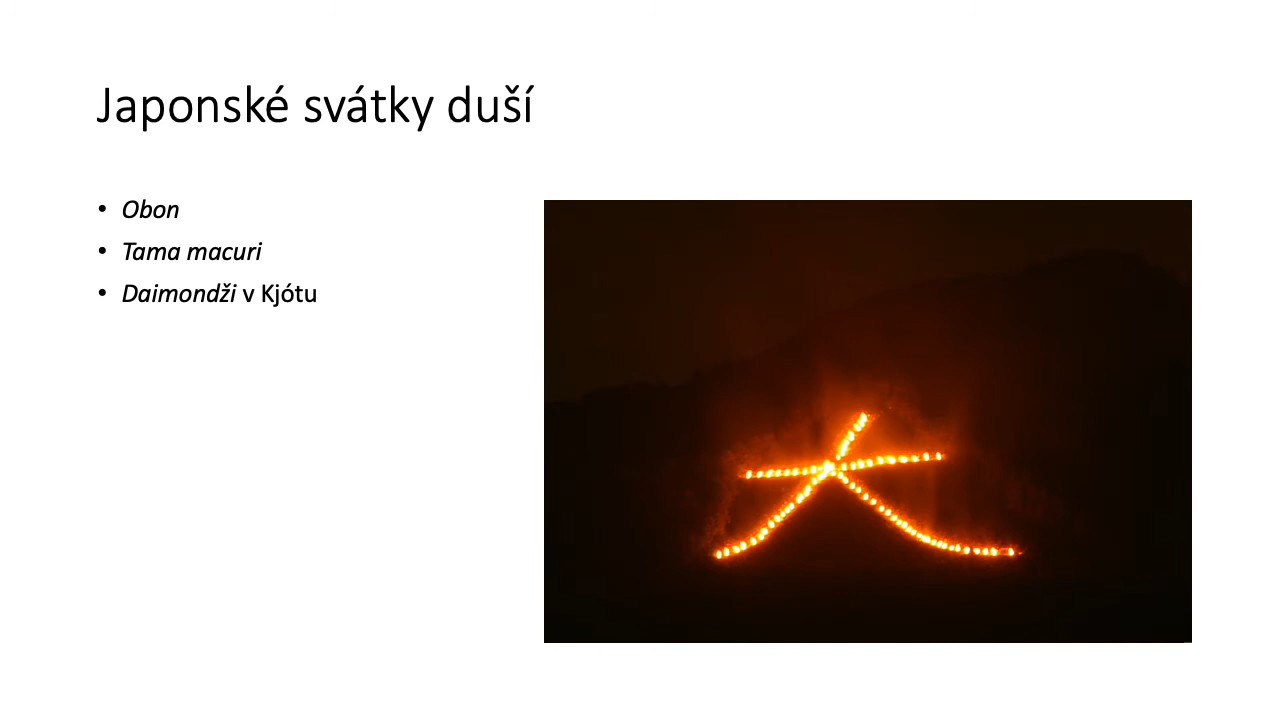 Japonské svátky duší
• Obon
• Tama macuri
• Daimondži v Kjótu
大